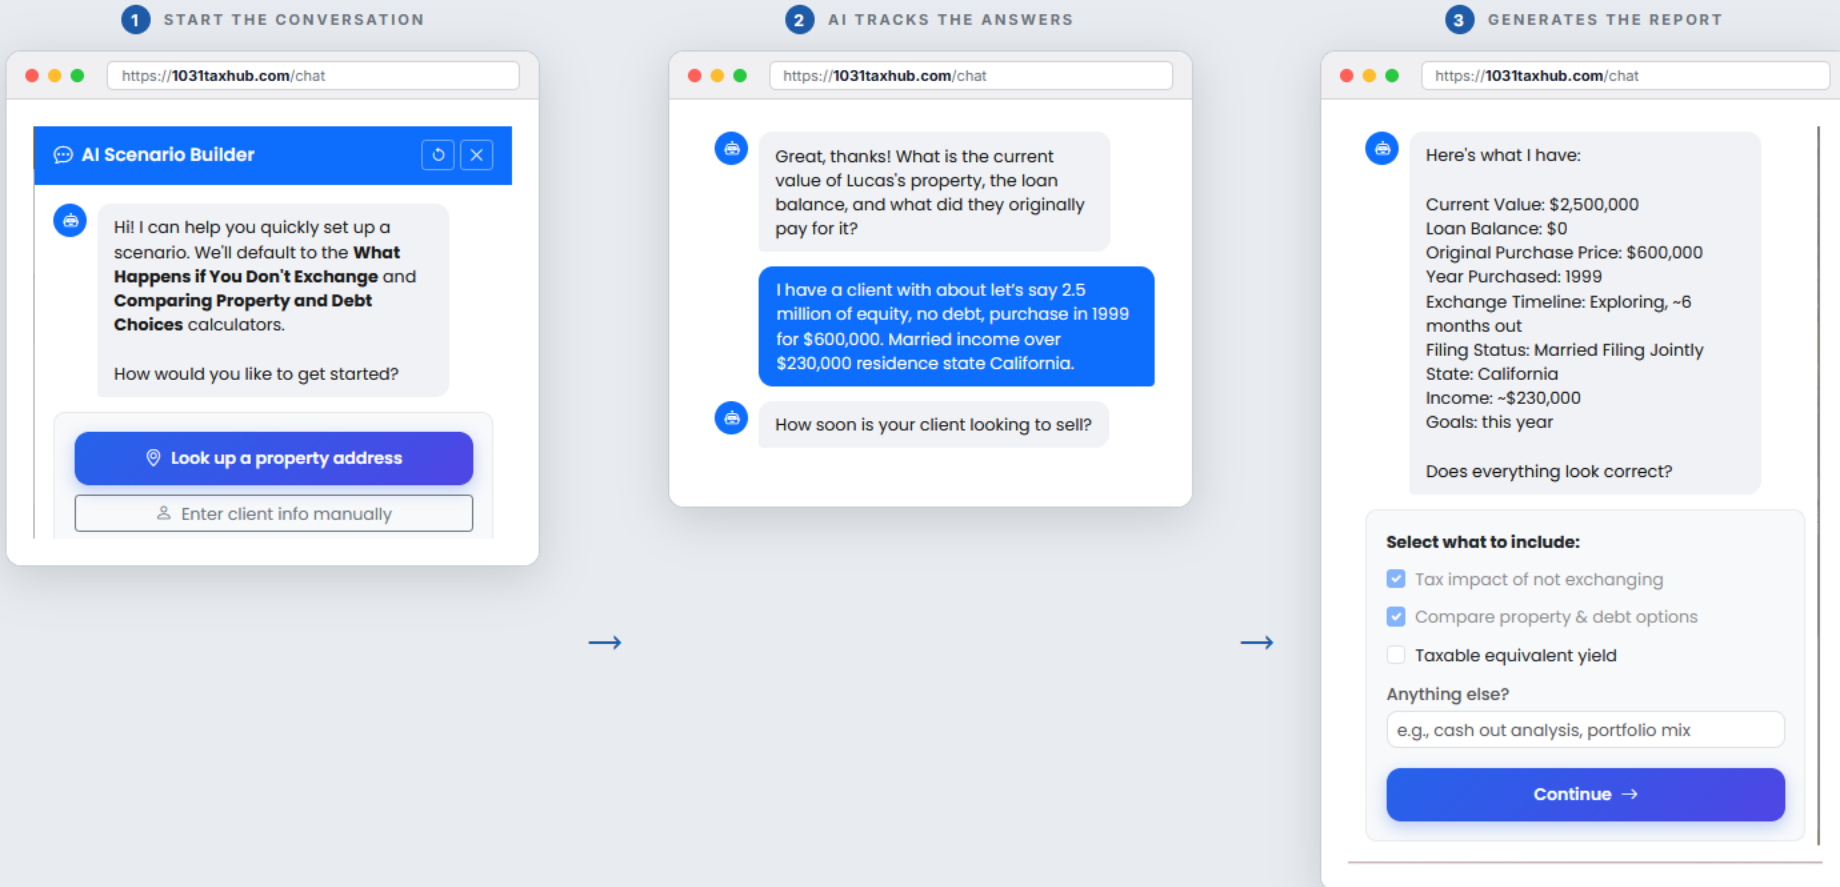 1 START THE CONVERSATION
https://1031taxhub.com/chat
AI Scenario Builder
Hi! I can help you quickly set up a
scenario. We'll default to the What
Happens if You Don't Exchange and
Comparing Property and Debt
Choices calculators.
How would you like to get started?
Look up a property address
Enter client info manually
→
2 AI TRACKS THE ANSWERS
https://1031taxhub.com/chat
Great, thanks! What is the current
value of Lucas's property, the loan
balance, and what did they originally
pay for it?
I have a client with about let's say 2.5
million of equity, no debt, purchase in 1999
for $600,000. Married income over
$230,000 residence state California.
How soon is your client looking to sell?
→
3 GENERATES THE REPORT
https://1031taxhub.com/chat
Here's what I have:
Current Value: $2,500,000
Loan Balance: $0
Original Purchase Price: $600,000
Year Purchased: 1999
Exchange Timeline: Exploring, ~6
months out
Filing Status: Married Filing Jointly
State: California
Income: ~$230,000
Goals: this year
Does everything look correct?
Select what to include:
Tax impact of not exchanging
Compare property & debt options
Taxable equivalent yield
Anything else?
e.g., cash out analysis, portfolio mix
Continue →